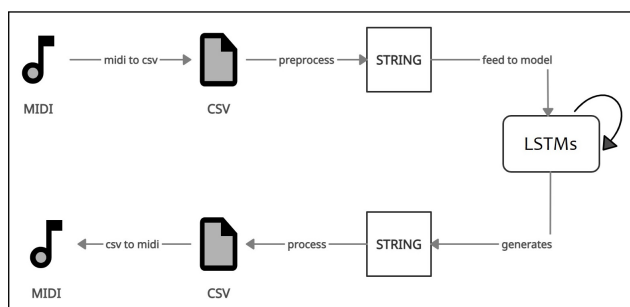 midi to csv
preprocess
STRING
feed to model
MIDI
CSV
LSTMs
csv to midi
process
STRING
generates
MIDI
CSV